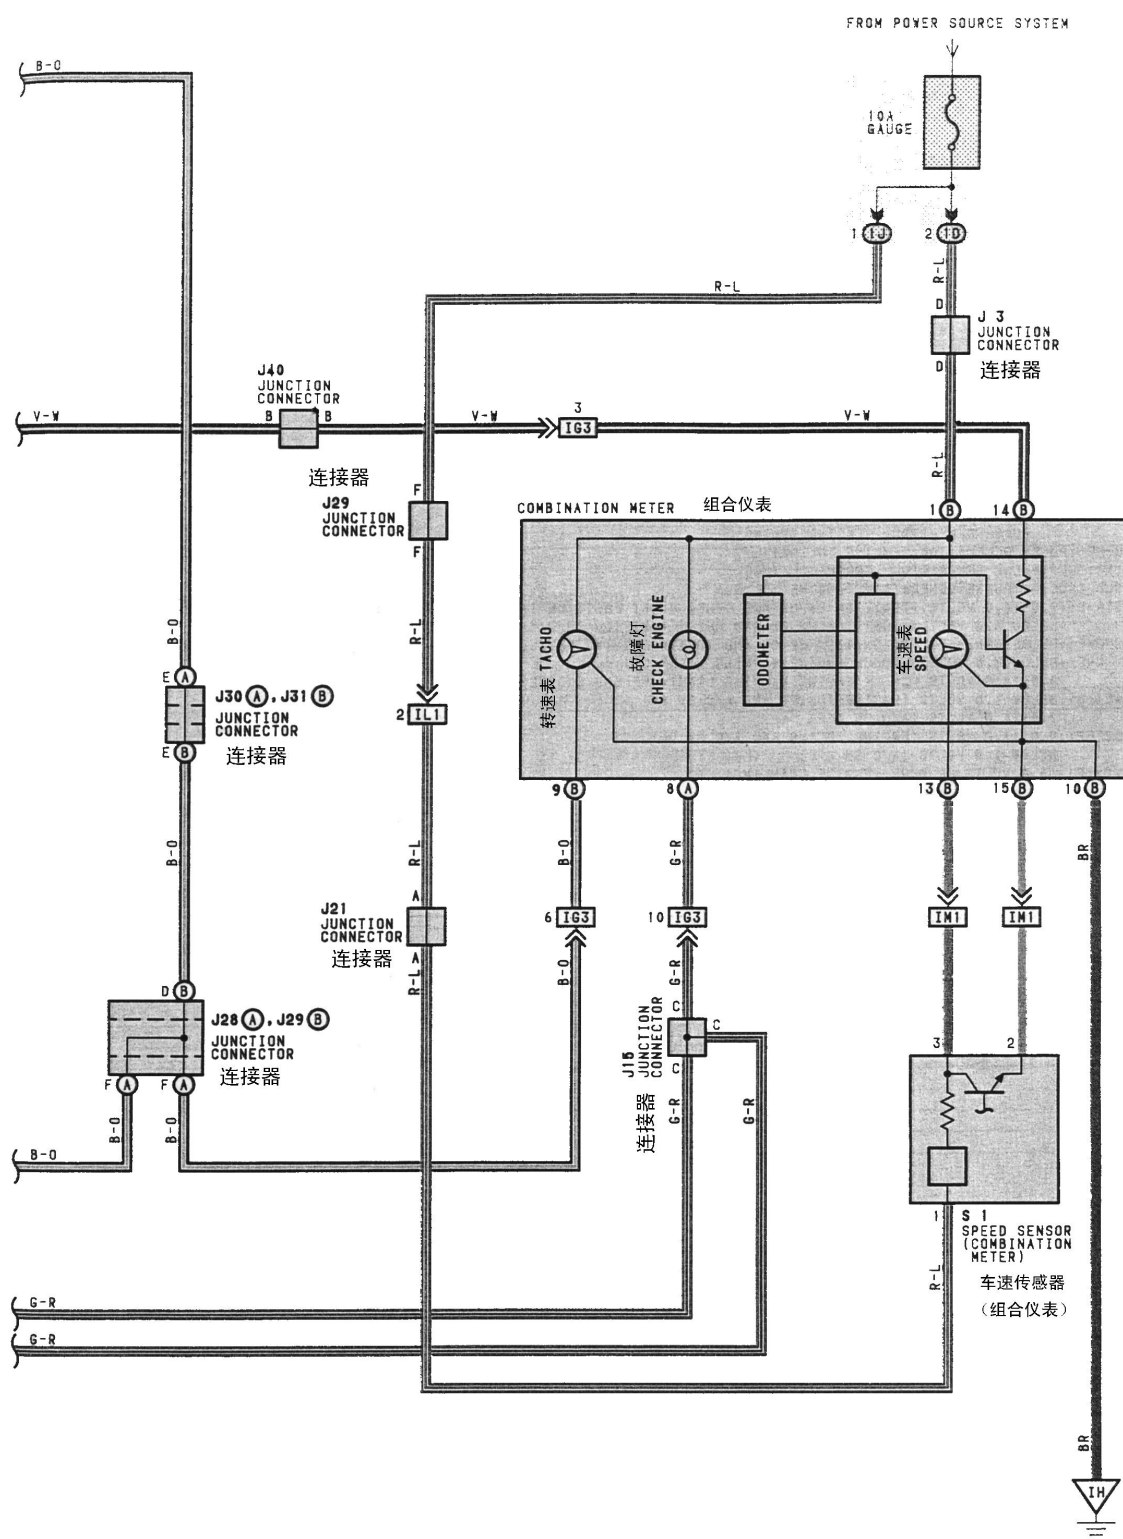 FROM POWER SOURCE SYSTEM
B-O
10A
GAUGE
1 IJ
2 ID
R-L
R-L
D
J 3
JUNCTION
CONNECTOR
D
连接器
J40
JUNCTION
CONNECTOR
V-W
B
B
V-W
3
IG3
V-W
连接器
R-L
F
J29
JUNCTION
CONNECTOR
F
COMBINATION METER 组合仪表
1 B
14 B
R-L
B-O
转速表 TACHO
故障灯
CHECK ENGINE
ODOMETER
车速表
SPEED
E A
J30 A, J31 B
JUNCTION
CONNECTOR
E B
连接器
2 IL1
9 B
8 A
13 B
15 B
10 B
B-O
R-L
B-O
G-R
BR
A
J21
JUNCTION
CONNECTOR
A
连接器
R-L
6 IG3
10 IG3
IM1
IM1
B-O
G-R
D B
J28 A, J29 B
JUNCTION
CONNECTOR
连接器
F A
F A
C
C
C
J15
JUNCTION
CONNECTOR
连接器
3
2
B-O
B-O
G-R
G-R
B-O
1
S 1
SPEED SENSOR
(COMBINATION
METER)
车速传感器
（组合仪表）
R-L
G-R
G-R
BR
IH